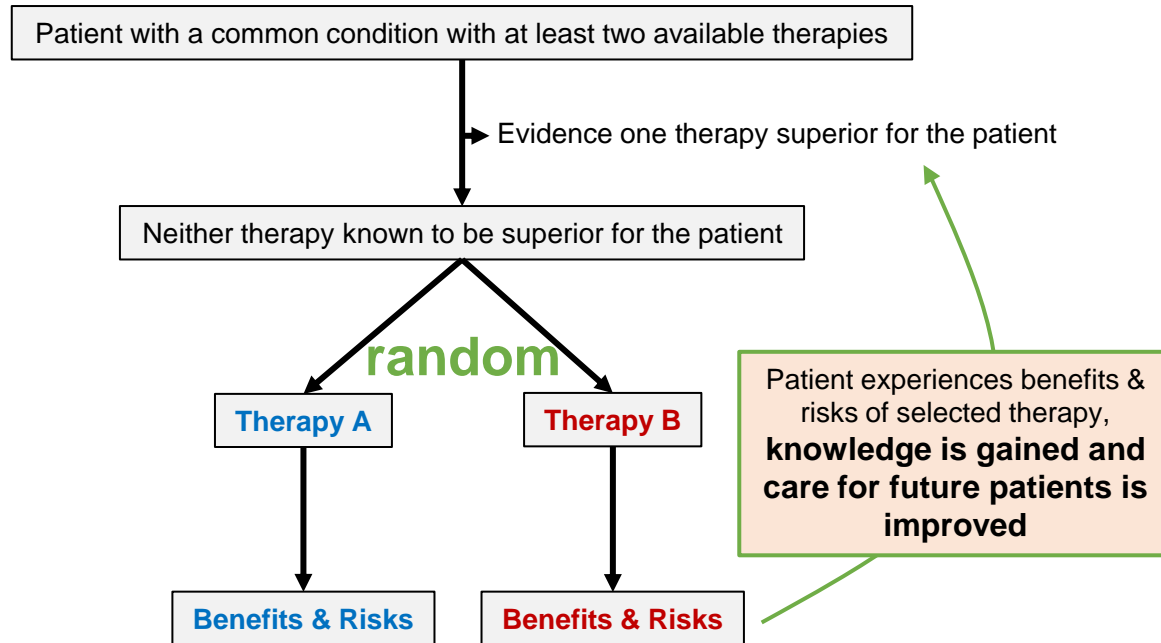 Patient with a common condition with at least two available therapies
Evidence one therapy superior for the patient
Neither therapy known to be superior for the patient
random
Therapy A
Therapy B
Patient experiences benefits &
risks of selected therapy,
knowledge is gained and
care for future patients is
improved
Benefits & Risks
Benefits & Risks